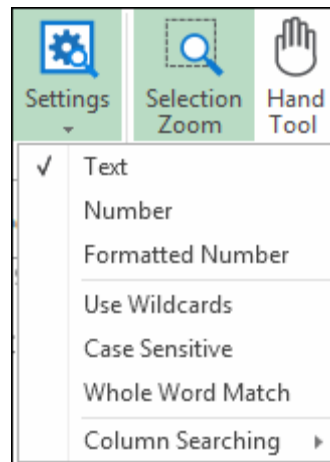 Settings
Selection
Zoom
Hand
Tool
Text
Number
Formatted Number
Use Wildcards
Case Sensitive
Whole Word Match
Column Searching